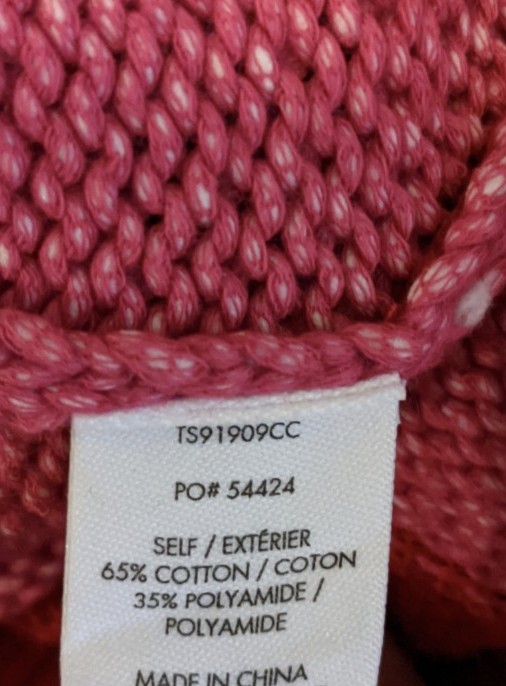 TS91909CC
PO# 54424
SELF / EXTÉRIER
65% COTTON / COTON
35% POLYAMIDE /
POLYAMIDE
MADE IN CHINA